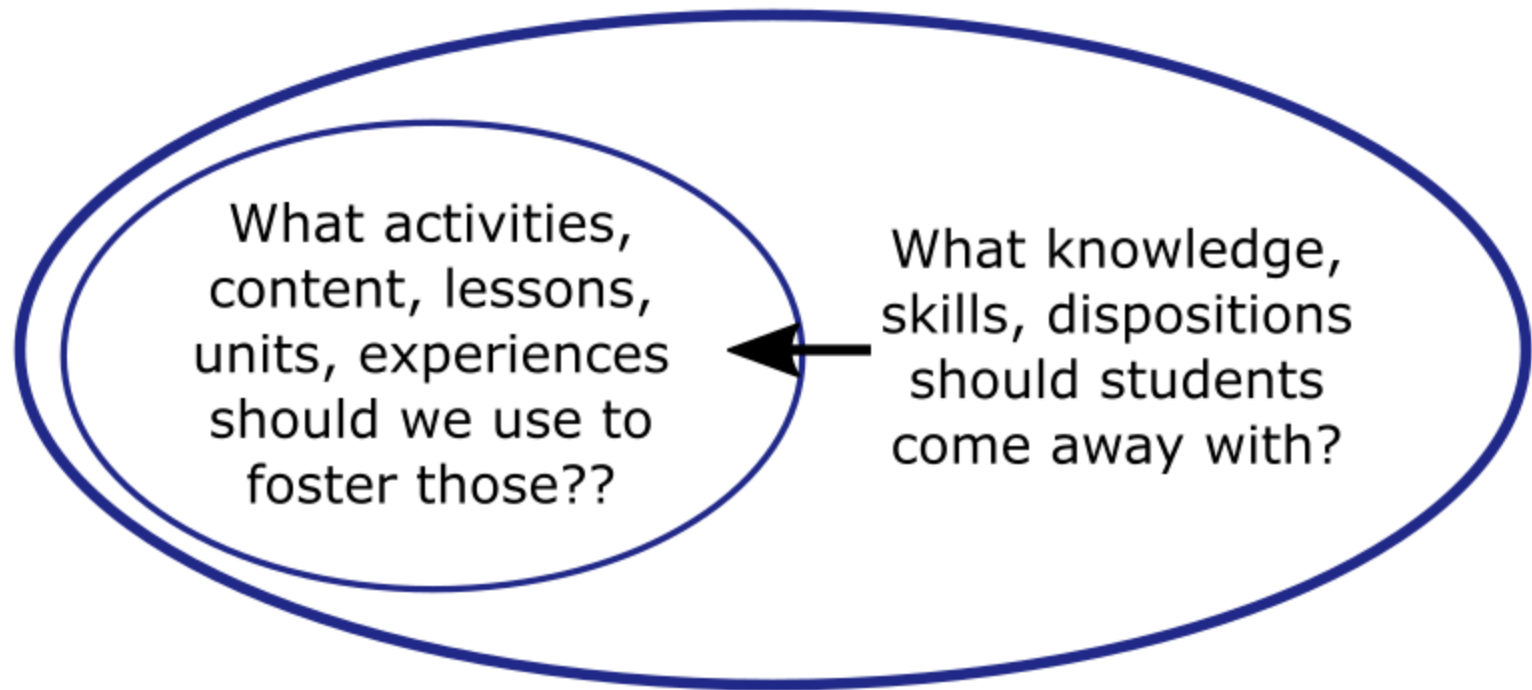 What activities,
content, lessons,
units, experiences
should we use to
foster those??
What knowledge,
skills, dispositions
should students
come away with?